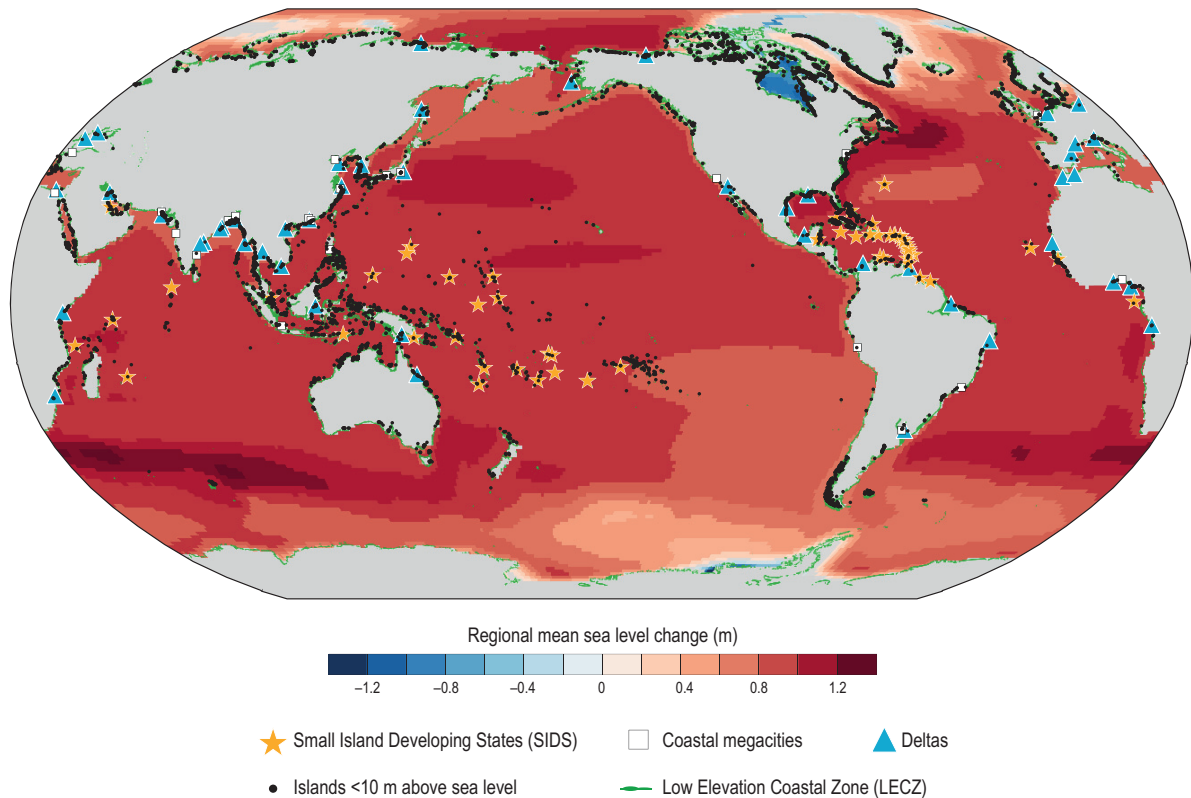 Regional mean sea level change (m)
–1.2 –0.8 –0.4 0 0.4 0.8 1.2
Small Island Developing States (SIDS) Coastal megacities Deltas
Islands <10 m above sea level Low Elevation Coastal Zone (LECZ)